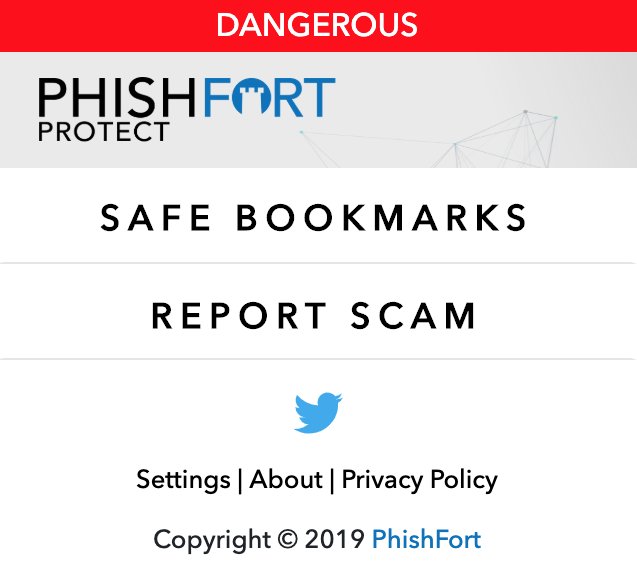 DANGEROUS
PHISHFORT
PROTECT
SAFE BOOKMARKS
REPORT SCAM
Settings | About | Privacy Policy
Copyright © 2019 PhishFort